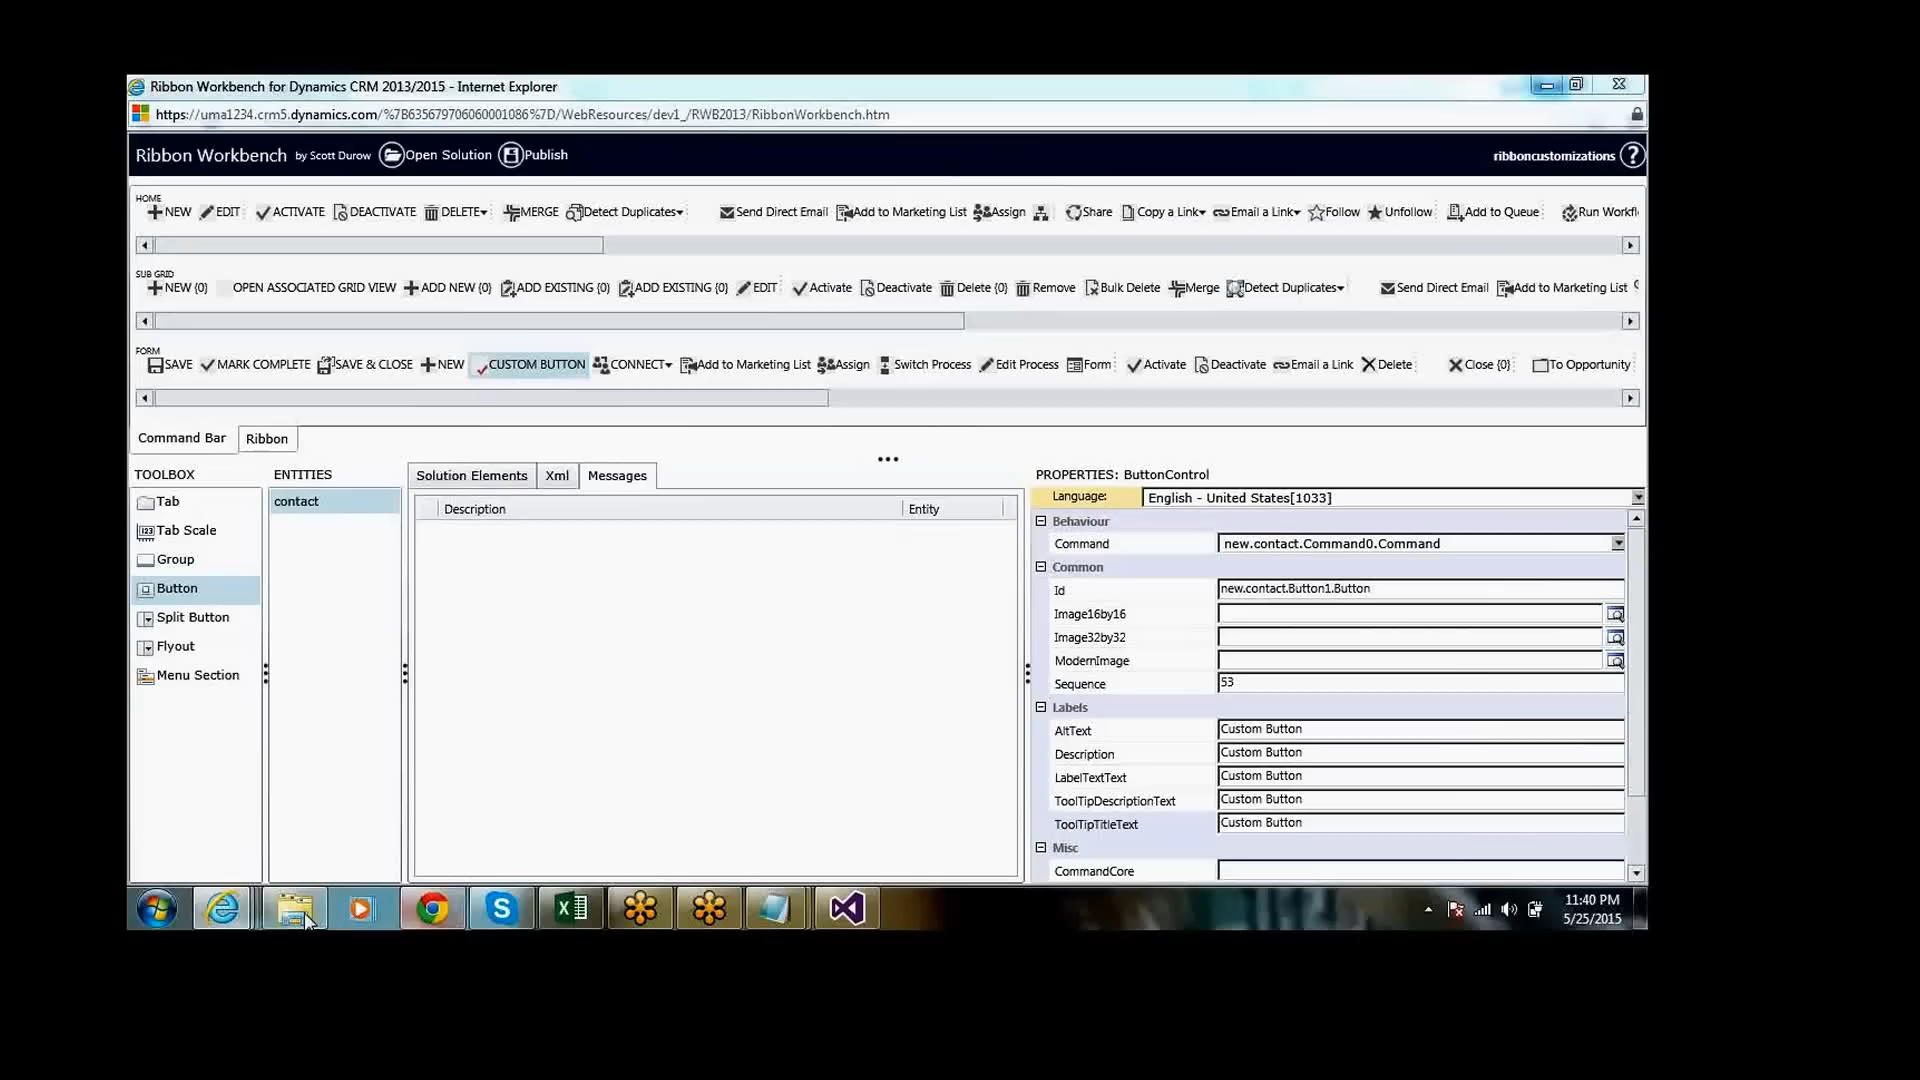 Ribbon Workbench for Dynamics CRM 2013/2015 - Internet Explorer
https://uma1234.crm5.dynamics.com/%7B635679706060001086%7D/WebResources/dev1_/RWB2013/RibbonWorkbench.htm
Ribbon Workbench by Scott Durow Open Solution Publish ribboncustomizations ?
HOME
NEW EDIT ACTIVATE DEACTIVATE DELETE MERGE Detect Duplicates Send Direct Email Add to Marketing List Assign Share Copy a Link Email a Link Follow Unfollow Add to Queue Run Workfl
SUB GRID
NEW {0} OPEN ASSOCIATED GRID VIEW ADD NEW {0} ADD EXISTING {0} ADD EXISTING {0} EDIT Activate Deactivate Delete {0} Remove Bulk Delete Merge Detect Duplicates Send Direct Email Add to Marketing List
FORM
SAVE MARK COMPLETE SAVE & CLOSE NEW CUSTOM BUTTON CONNECT Add to Marketing List Assign Switch Process Edit Process Form Activate Deactivate Email a Link Delete Close {0} To Opportunity
Command Bar Ribbon
TOOLBOX ENTITIES Solution Elements Xml Messages PROPERTIES: ButtonControl
Tab contact Description Entity Language: English - United States[1033]
Tab Scale Behaviour
Command new.contact.Command0.Command
Group Common
Button Id new.contact.Button1.Button
Split Button Image16by16
Image32by32
Flyout ModernImage
Menu Section Sequence 53
Labels
AltText Custom Button
Description Custom Button
LabelTextText Custom Button
ToolTipDescriptionText Custom Button
ToolTipTitleText Custom Button
Misc
CommandCore
11:40 PM
5/25/2015